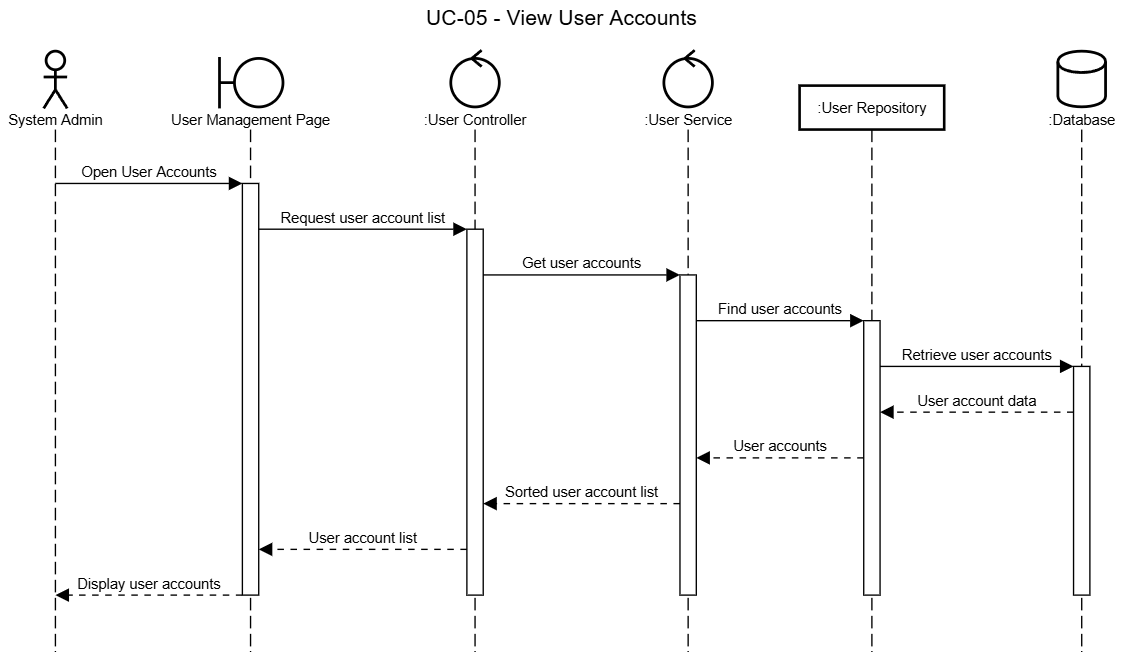 UC-05 - View User Accounts
System Admin
User Management Page
:User Controller
:User Service
:User Repository
:Database
Open User Accounts
Request user account list
Get user accounts
Find user accounts
Retrieve user accounts
User account data
User accounts
Sorted user account list
User account list
Display user accounts